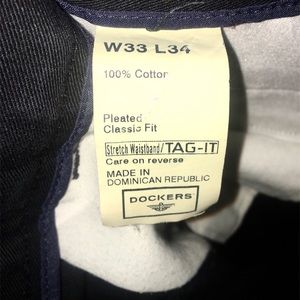 W33 L34
100% Cotton
Pleated
Classic Fit
Stretch Waistband/TAG-IT
Care on reverse
MADE IN
DOMINICAN REPUBLIC
DOCKERS